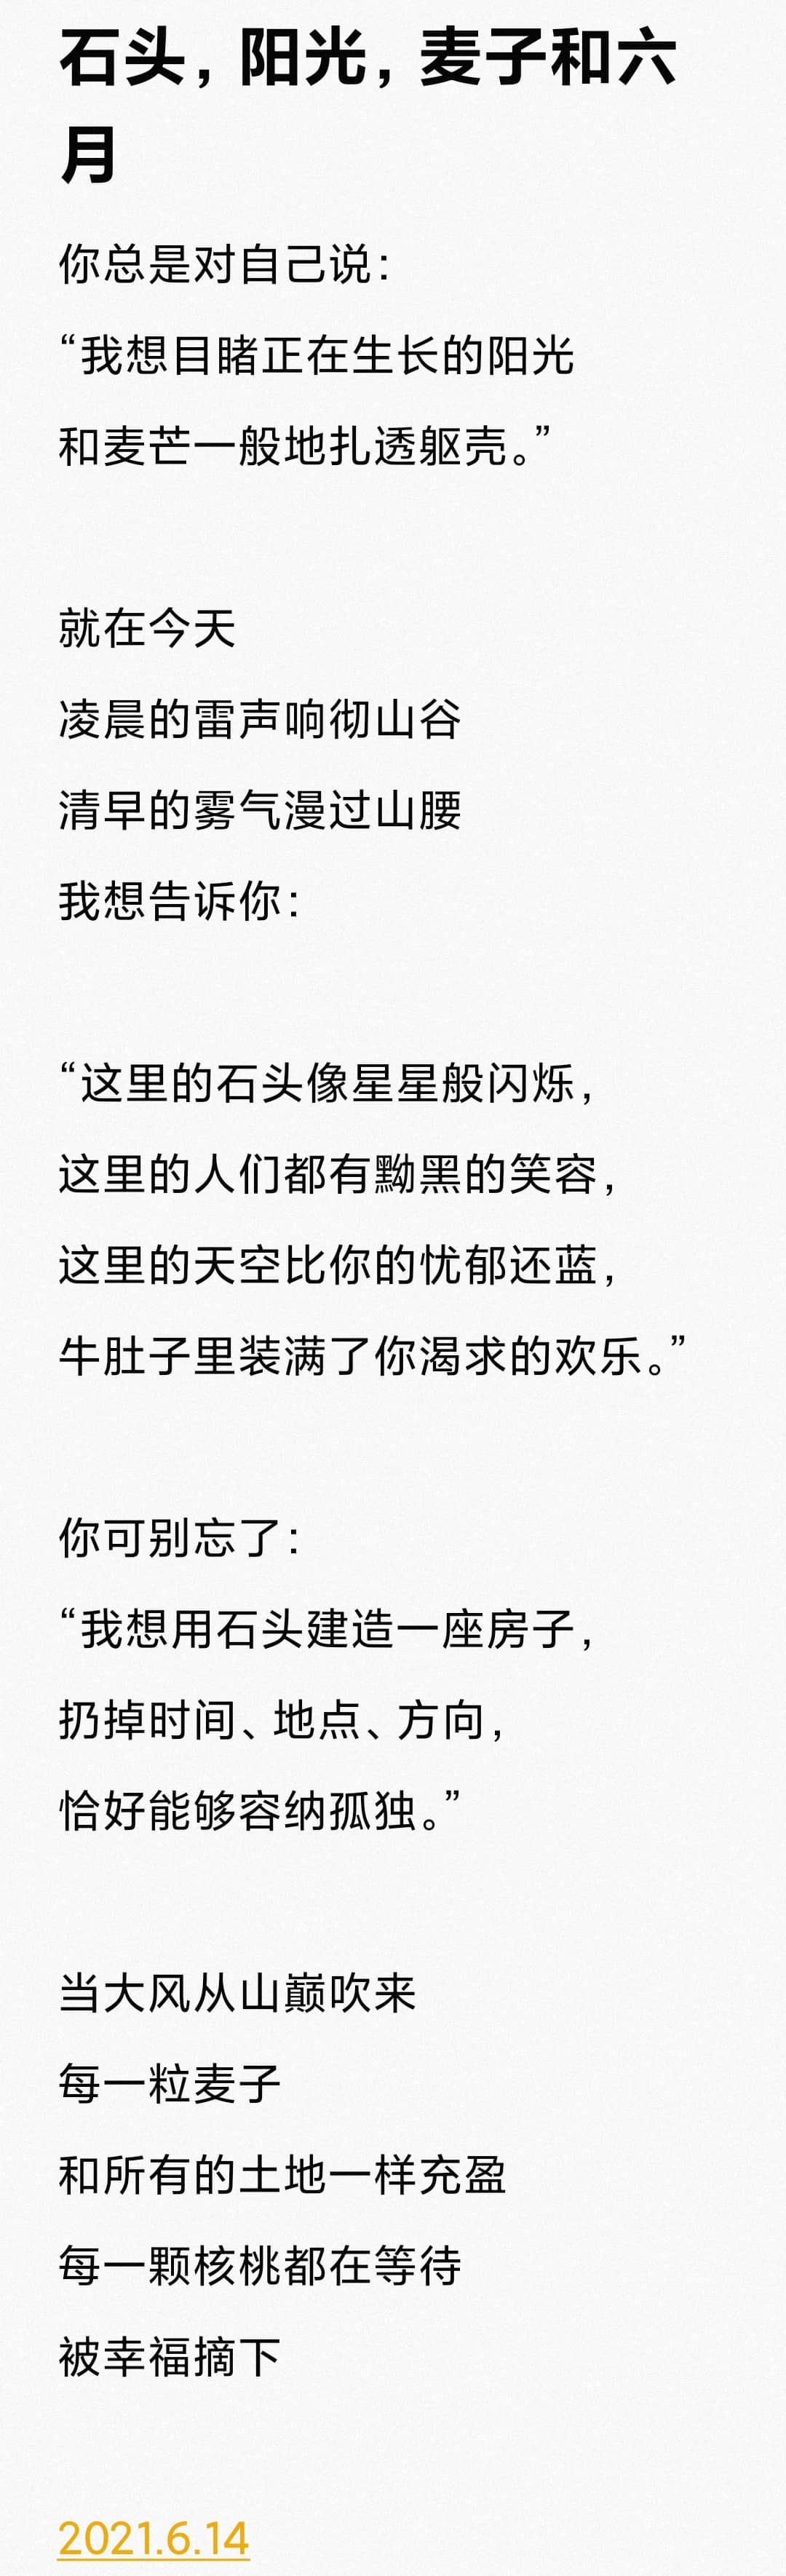 石头，阳光，麦子和六
月
你总是对自己说：
“我想目睹正在生长的阳光
和麦芒一般地扎透躯壳。”
就在今天
凌晨的雷声响彻山谷
清早的雾气漫过山腰
我想告诉你：
“这里的石头像星星般闪烁，
这里的人们都有黝黑的笑容，
这里的天空比你的忧郁还蓝，
牛肚子里装满了你渴求的欢乐。”
你可别忘了：
“我想用石头建造一座房子，
扔掉时间、地点、方向，
恰好能够容纳孤独。”
当大风从山巅吹来
每一粒麦子
和所有的土地一样充盈
每一颗核桃都在等待
被幸福摘下
2021.6.14